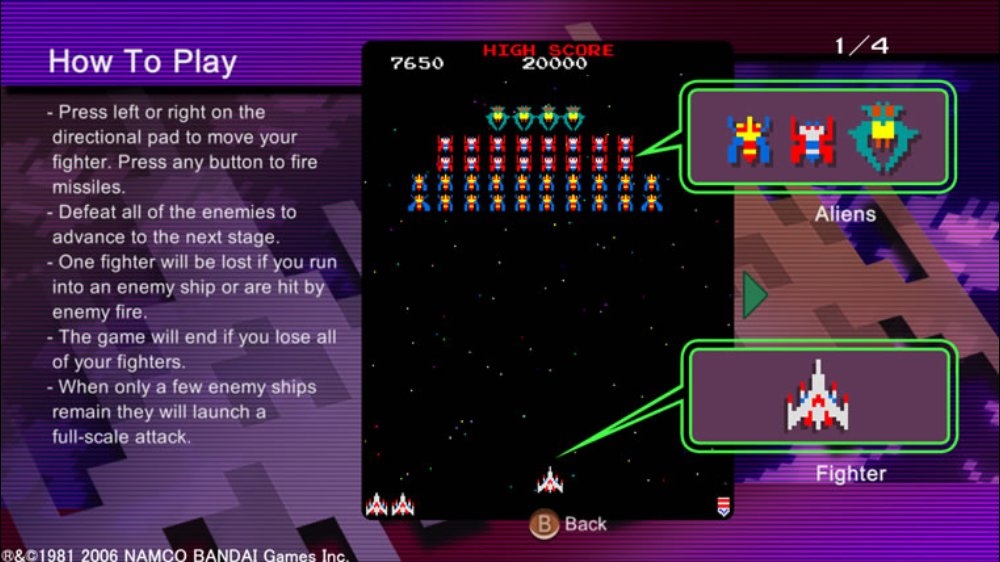 How To Play
- Press left or right on the
directional pad to move your
fighter. Press any button to fire
missiles.
- Defeat all of the enemies to
advance to the next stage.
- One fighter will be lost if you run
into an enemy ship or are hit by
enemy fire.
- The game will end if you lose all
of your fighters.
- When only a few enemy ships
remain they will launch a
full-scale attack.
HIGH SCORE
7650 20000
1/4
Aliens
Fighter
B Back
®&©1981 2006 NAMCO BANDAI Games Inc.